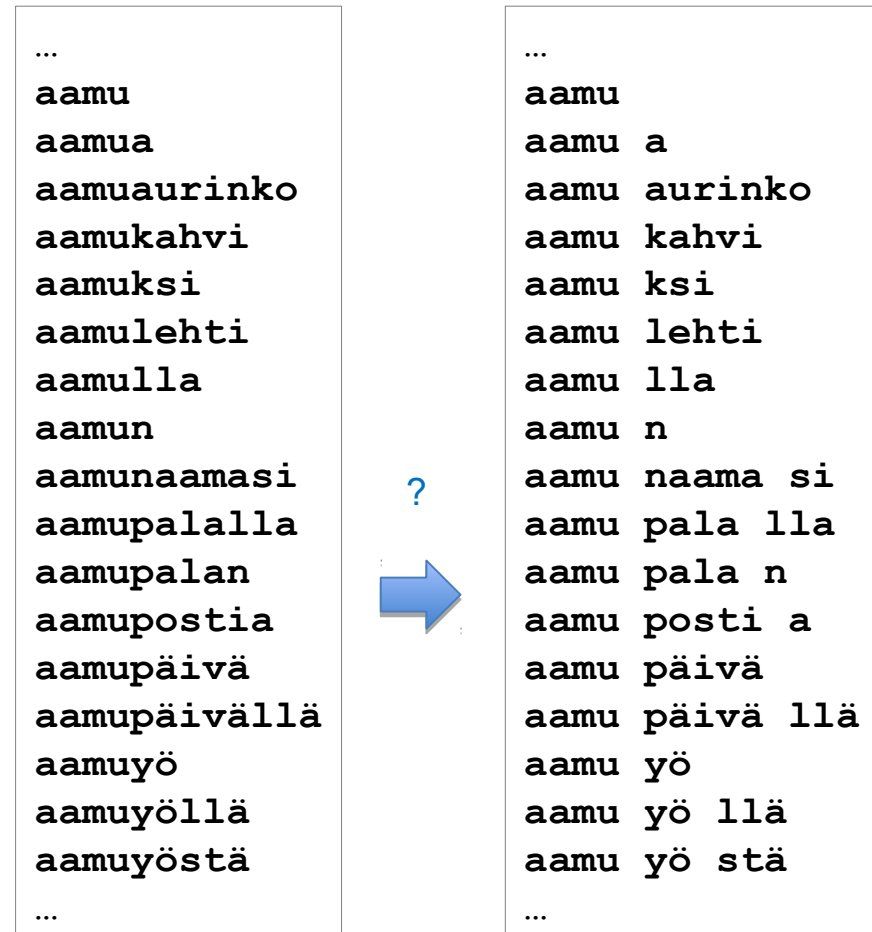 …
aamu
aamua
aamuaurinko
aamukahvi
aamuksi
aamulehti
aamulla
aamun
aamunaamasi
aamupalalla
aamupalan
aamupostia
aamupäivä
aamupäivällä
aamuyö
aamuyöllä
aamuyöstä
…
?
…
aamu
aamu a
aamu aurinko
aamu kahvi
aamu ksi
aamu lehti
aamu lla
aamu n
aamu naama si
aamu pala lla
aamu pala n
aamu posti a
aamu päivä
aamu päivä llä
aamu yö
aamu yö llä
aamu yö stä
…